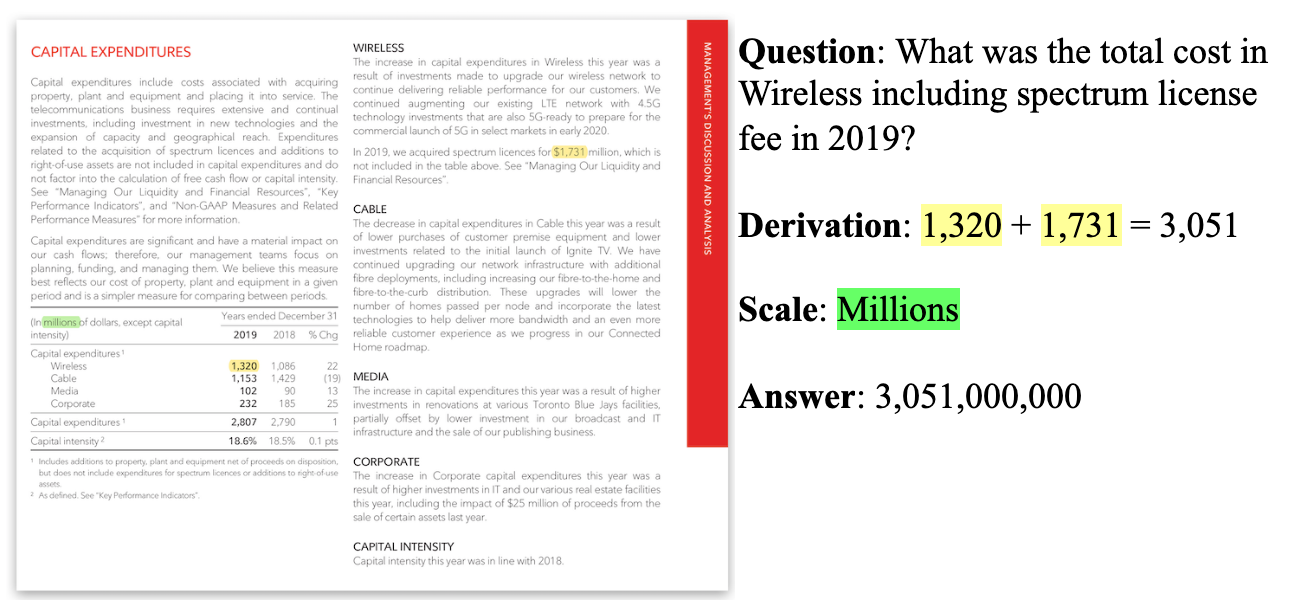 CAPITAL EXPENDITURES
Capital expenditures include costs associated with acquiring
property, plant and equipment and placing it into service. The
telecommunications business requires extensive and continual
investments, including investment in new technologies and the
expansion of capacity and geographical reach. Expenditures
related to the acquisition of spectrum licences and additions to
right-of-use assets are not included in capital expenditures and do
not factor into the calculation of free cash flow or capital intensity.
See "Managing Our Liquidity and Financial Resources", "Key
Performance Indicators", and "Non-GAAP Measures and Related
Performance Measures" for more information.
Capital expenditures are significant and have a material impact on
our cash flows; therefore, our management teams focus on
planning, funding, and managing them. We believe this measure
best reflects our cost of property, plant and equipment in a given
period and is a simpler measure for comparing between periods.
Years ended December 31
(In millions of dollars, except capital
intensity) 2019 2018 % Chg
Capital expenditures ¹
Wireless 1,320 1,086 22
Cable 1,153 1,429 (19)
Media 102 90 13
Corporate 232 185 25
Capital expenditures ¹ 2,807 2,790 1
Capital intensity ² 18.6% 18.5% 0.1 pts
¹ Includes additions to property, plant and equipment net of proceeds on disposition,
but does not include expenditures for spectrum licences or additions to right-of-use
assets.
² As defined. See "Key Performance Indicators".
WIRELESS
The increase in capital expenditures in Wireless this year was a
result of investments made to upgrade our wireless network to
continue delivering reliable performance for our customers. We
continued augmenting our existing LTE network with 4.5G
technology investments that are also 5G-ready to prepare for the
commercial launch of 5G in select markets in early 2020.
In 2019, we acquired spectrum licences for $1,731 million, which is
not included in the table above. See "Managing Our Liquidity and
Financial Resources".
CABLE
The decrease in capital expenditures in Cable this year was a result
of lower purchases of customer premise equipment and lower
investments related to the initial launch of Ignite TV. We have
continued upgrading our network infrastructure with additional
fibre deployments, including increasing our fibre-to-the-home and
fibre-to-the-curb distribution. These upgrades will lower the
number of homes passed per node and incorporate the latest
technologies to help deliver more bandwidth and an even more
reliable customer experience as we progress in our Connected
Home roadmap.
MEDIA
The increase in capital expenditures this year was a result of higher
investments in renovations at various Toronto Blue Jays facilities,
partially offset by lower investment in our broadcast and IT
infrastructure and the sale of our publishing business.
CORPORATE
The increase in Corporate capital expenditures this year was a
result of higher investments in IT and our various real estate facilities
this year, including the impact of $25 million of proceeds from the
sale of certain assets last year.
CAPITAL INTENSITY
Capital intensity this year was in line with 2018.
MANAGEMENT'S DISCUSSION AND ANALYSIS
Question: What was the total cost in
Wireless including spectrum license
fee in 2019?
Derivation: 1,320 + 1,731 = 3,051
Scale: Millions
Answer: 3,051,000,000